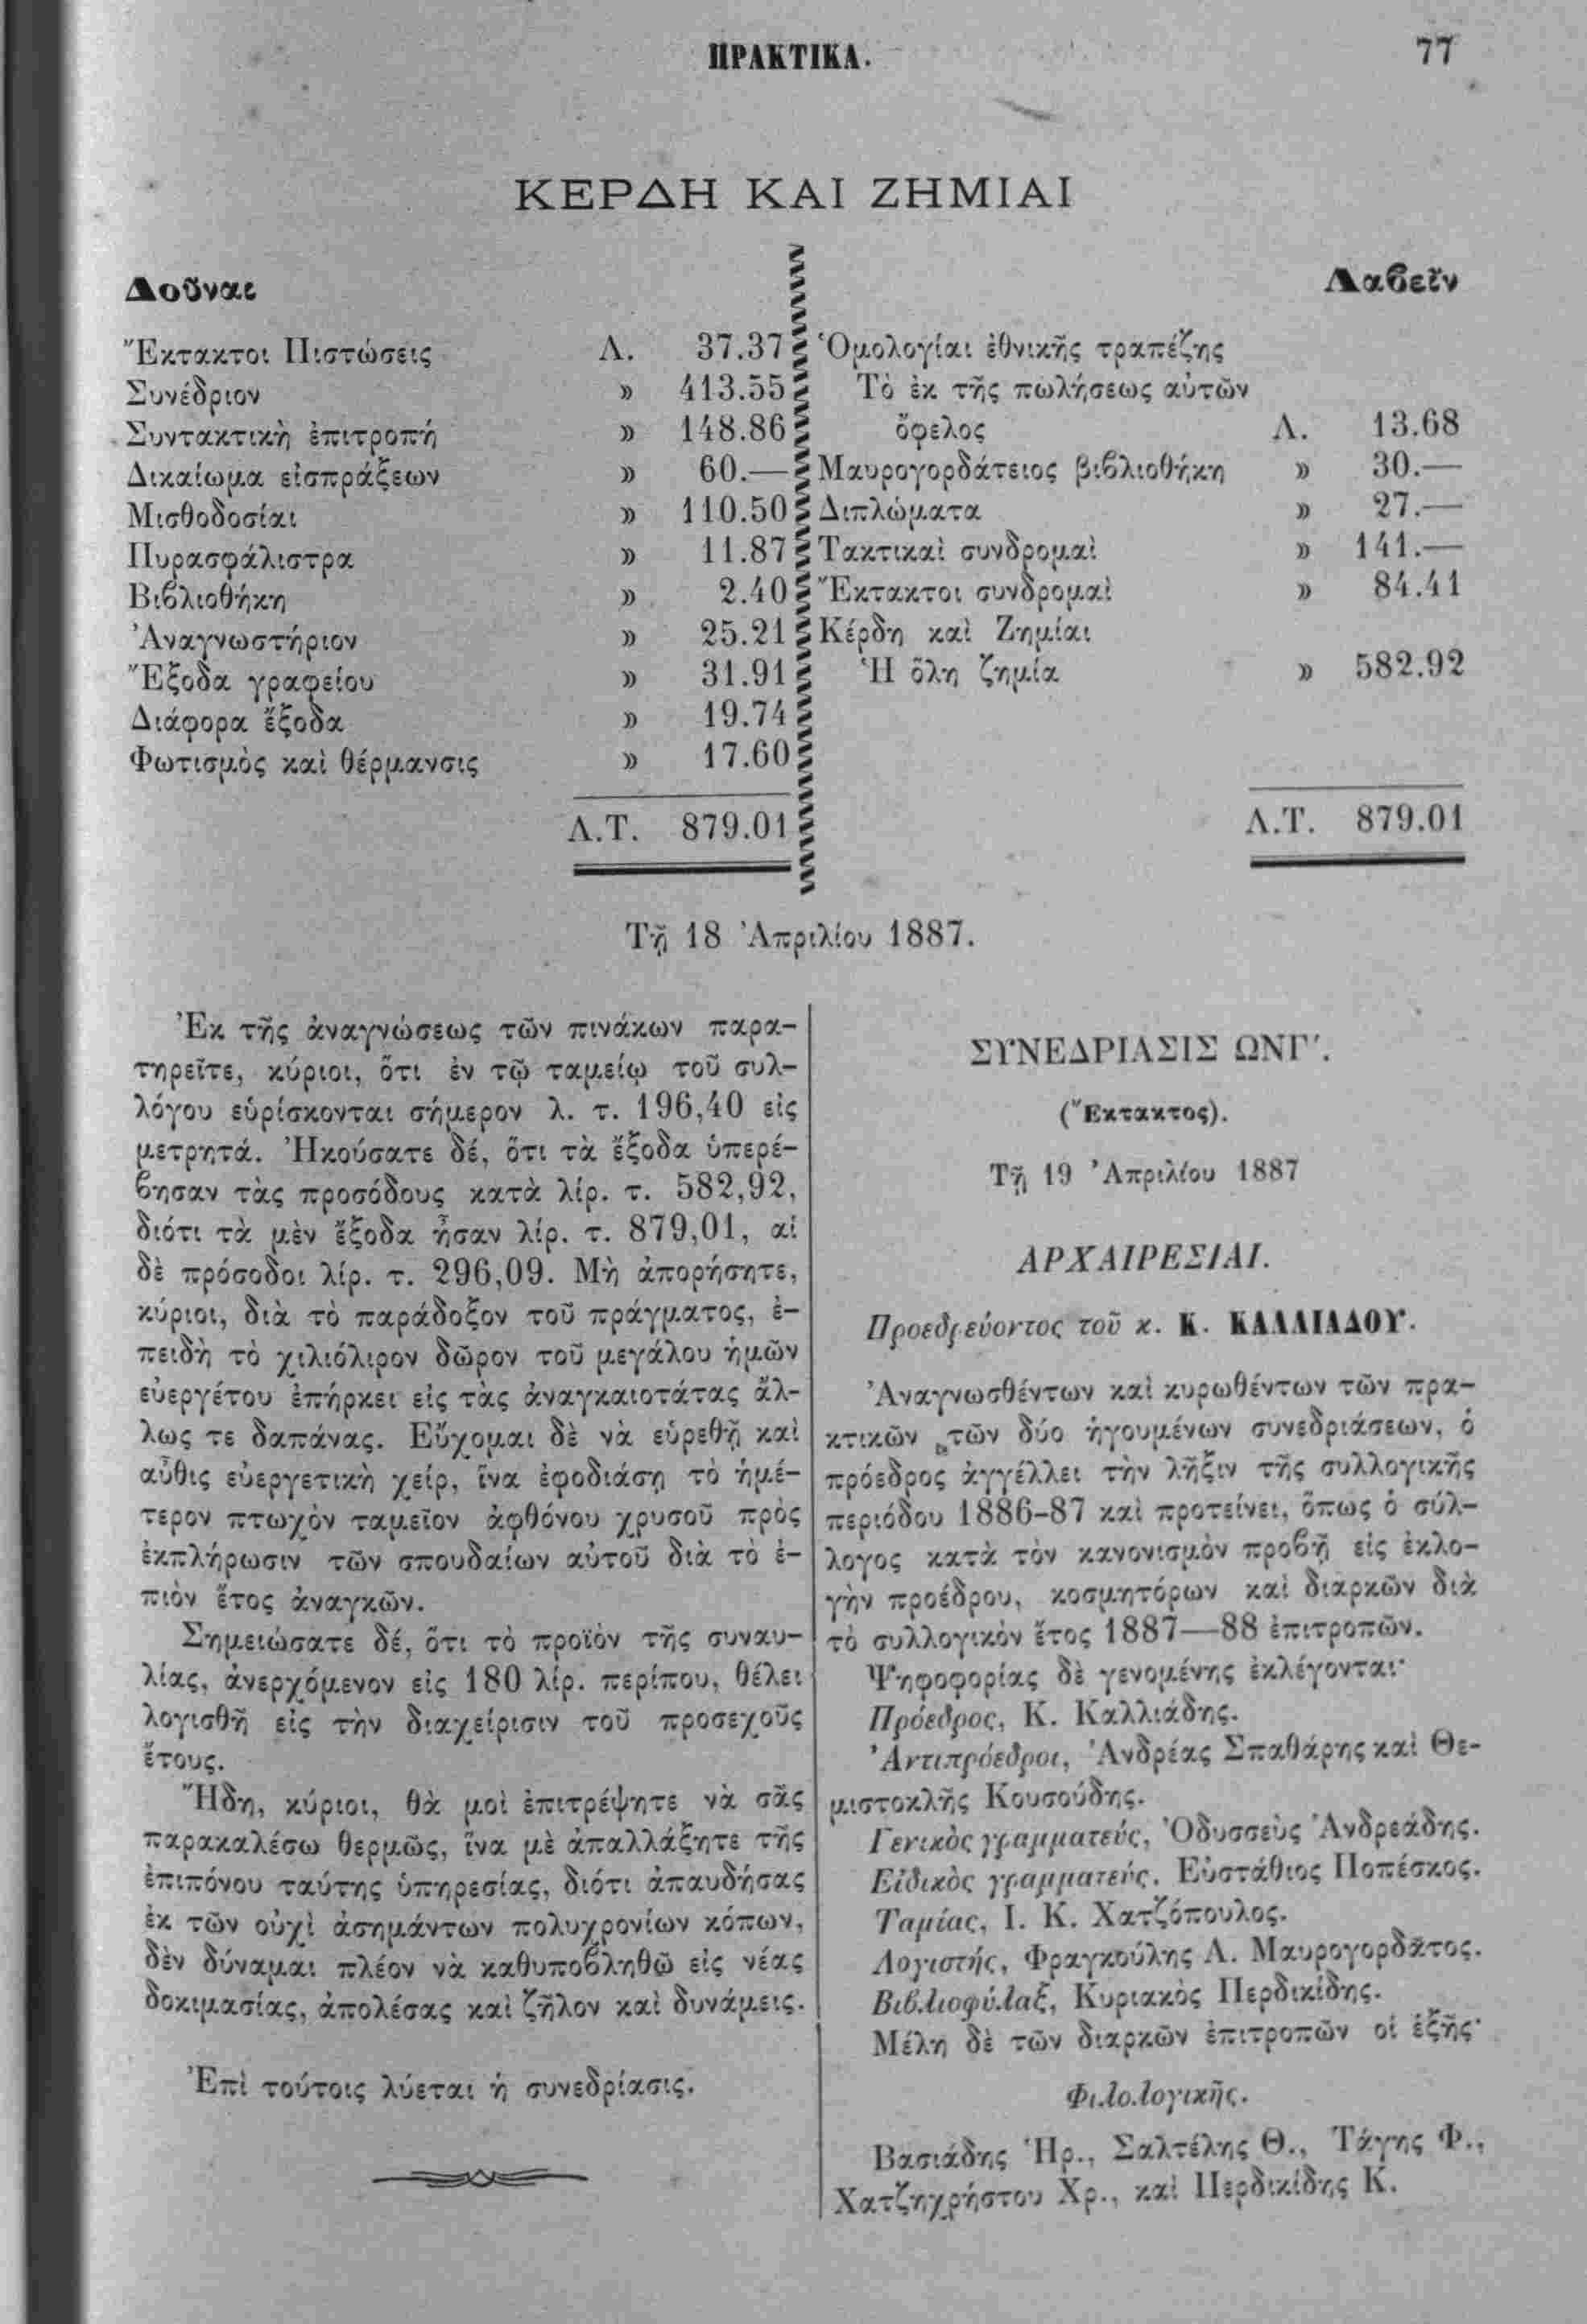 ΠΡΑΚΤΙΚΑ. 77
ΚΕΡΔΗ ΚΑΙ ΖΗΜΙΑΙ
Δοῦναι
Ἔκτακτοι Πιστώσεις Λ. 37.37
Συνέδριον » 413.55
Συντακτικὴ ἐπιτροπή » 148.86
Δικαίωμα εἰσπράξεων » 60.—
Μισθοδοσίαι » 110.50
Πυρασφάλιστρα » 11.87
Βιβλιοθήκη » 2.40
Ἀναγνωστήριον » 25.21
Ἔξοδα γραφείου » 31.91
Διάφορα ἔξοδα » 19.74
Φωτισμὸς καὶ θέρμανσις » 17.60
Λ.Τ. 879.01
Λαβεῖν
Ὁμολογίαι ἐθνικῆς τραπέζης
Τὸ ἐκ τῆς πωλήσεως αὐτῶν
ὄφελος Λ. 13.68
Μαυρογορδάτειος βιβλιοθήκη » 30.—
Διπλώματα » 27.—
Τακτικαὶ συνδρομαὶ » 141.—
Ἔκτακτοι συνδρομαὶ » 84.41
Κέρδη καὶ Ζημίαι
Ἡ ὅλη ζημία » 582.92
Λ.Τ. 879.01
Τῇ 18 Ἀπριλίου 1887.
Ἐκ τῆς ἀναγνώσεως τῶν πινάκων παρα-
τηρεῖτε, κύριοι, ὅτι ἐν τῷ ταμείῳ τοῦ συλ-
λόγου εὑρίσκονται σήμερον λ. τ. 196,40 εἰς
μετρητά. Ἠκούσατε δέ, ὅτι τὰ ἔξοδα ὑπερέ-
βησαν τὰς προσόδους κατὰ λίρ. τ. 582,92,
διότι τὰ μὲν ἔξοδα ἦσαν λίρ. τ. 879,01, αἱ
δὲ πρόσοδοι λίρ. τ. 296,09. Μὴ ἀπορήσητε,
κύριοι, διὰ τὸ παράδοξον τοῦ πράγματος, ἐ-
πειδὴ τὸ χιλιόλιρον δῶρον τοῦ μεγάλου ἡμῶν
εὐεργέτου ἐπήρκει εἰς τὰς ἀναγκαιοτάτας ἄλ-
λως τε δαπάνας. Εὔχομαι δὲ νὰ εὑρεθῇ καὶ
αὖθις εὐεργετικὴ χείρ, ἵνα ἐφοδιάσῃ τὸ ἡμέ-
τερον πτωχὸν ταμεῖον ἀφθόνου χρυσοῦ πρὸς
ἐκπλήρωσιν τῶν σπουδαίων αὐτοῦ διὰ τὸ ἐ-
πιὸν ἔτος ἀναγκῶν.
Σημειώσατε δέ, ὅτι τὸ προϊὸν τῆς συναυ-
λίας, ἀνερχόμενον εἰς 180 λίρ. περίπου, θέλει
λογισθῆ εἰς τὴν διαχείρισιν τοῦ προσεχοῦς
ἔτους.
Ἤδη, κύριοι, θὰ μοὶ ἐπιτρέψητε νὰ σᾶς
παρακαλέσω θερμῶς, ἵνα μὲ ἀπαλλάξητε τῆς
ἐπιπόνου ταύτης ὑπηρεσίας, διότι ἀπαυδήσας
ἐκ τῶν οὐχὶ ἀσημάντων πολυχρονίων κόπων,
δὲν δύναμαι πλέον νὰ καθυποβληθῶ εἰς νέας
δοκιμασίας, ἀπολέσας καὶ ζῆλον καὶ δυνάμεις.
Ἐπὶ τούτοις λύεται ἡ συνεδρίασις.
ΣΥΝΕΔΡΙΑΣΙΣ ΩΝΓʹ.
(Ἔκτακτος).
Τῇ 19 Ἀπριλίου 1887
ΑΡΧΑΙΡΕΣΙΑΙ.
Προεδρεύοντος τοῦ κ. Κ. ΚΑΛΛΙΑΔΟΥ.
Ἀναγνωσθέντων καὶ κυρωθέντων τῶν πρα-
κτικῶν τῶν δύο ἡγουμένων συνεδριάσεων, ὁ
πρόεδρος ἀγγέλλει τὴν λῆξιν τῆς συλλογικῆς
περιόδου 1886-87 καὶ προτείνει, ὅπως ὁ σύλ-
λογος κατὰ τὸν κανονισμὸν προβῇ εἰς ἐκλο-
γὴν προέδρου, κοσμητόρων καὶ διαρκῶν διὰ
τὸ συλλογικὸν ἔτος 1887—88 ἐπιτροπῶν.
Ψηφοφορίας δὲ γενομένης ἐκλέγονται·
Πρόεδρος, Κ. Καλλιάδης.
Ἀντιπρόεδροι, Ἀνδρέας Σπαθάρης καὶ Θε-
μιστοκλῆς Κουσούδης.
Γενικὸς γραμματεύς, Ὀδυσσεὺς Ἀνδρεάδης.
Εἰδικὸς γραμματεύς, Εὐστάθιος Ποπέσκος.
Ταμίας, Ι. Κ. Χατζόπουλος.
Λογιστής, Φραγκούλης Λ. Μαυρογορδᾶτος.
Βιβλιοφύλαξ, Κυριακὸς Περδικίδης.
Μέλη δὲ τῶν διαρκῶν ἐπιτροπῶν οἱ ἑξῆς·
Φιλολογικῆς.
Βασιάδης Ἡρ., Σαλτέλης Θ., Τάγης Φ.,
Χατζηχρήστου Χρ., καὶ Περδικίδης Κ.